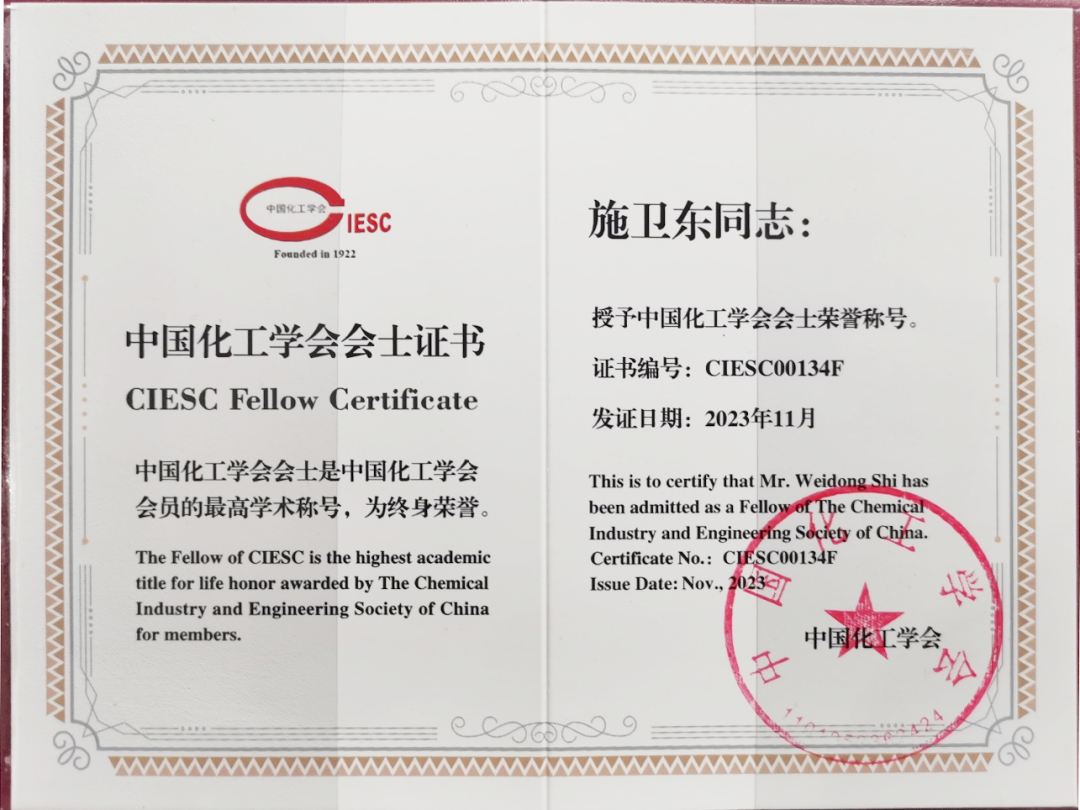 中国化工学会
IESC
Founded in 1922
中国化工学会会士证书
CIESC Fellow Certificate
中国化工学会会士是中国化工学会
会员的最高学术称号，为终身荣誉。
The Fellow of CIESC is the highest academic
title for life honor awarded by The Chemical
Industry and Engineering Society of China
for members.
施卫东同志：
授予中国化工学会会士荣誉称号。
证书编号：CIESC00134F
发证日期：2023年11月
This is to certify that Mr. Weidong Shi has
been admitted as a Fellow of The Chemical
Industry and Engineering Society of China.
Certificate No.: CIESC00134F
Issue Date: Nov., 2023
中国化工学会
中国化工学会